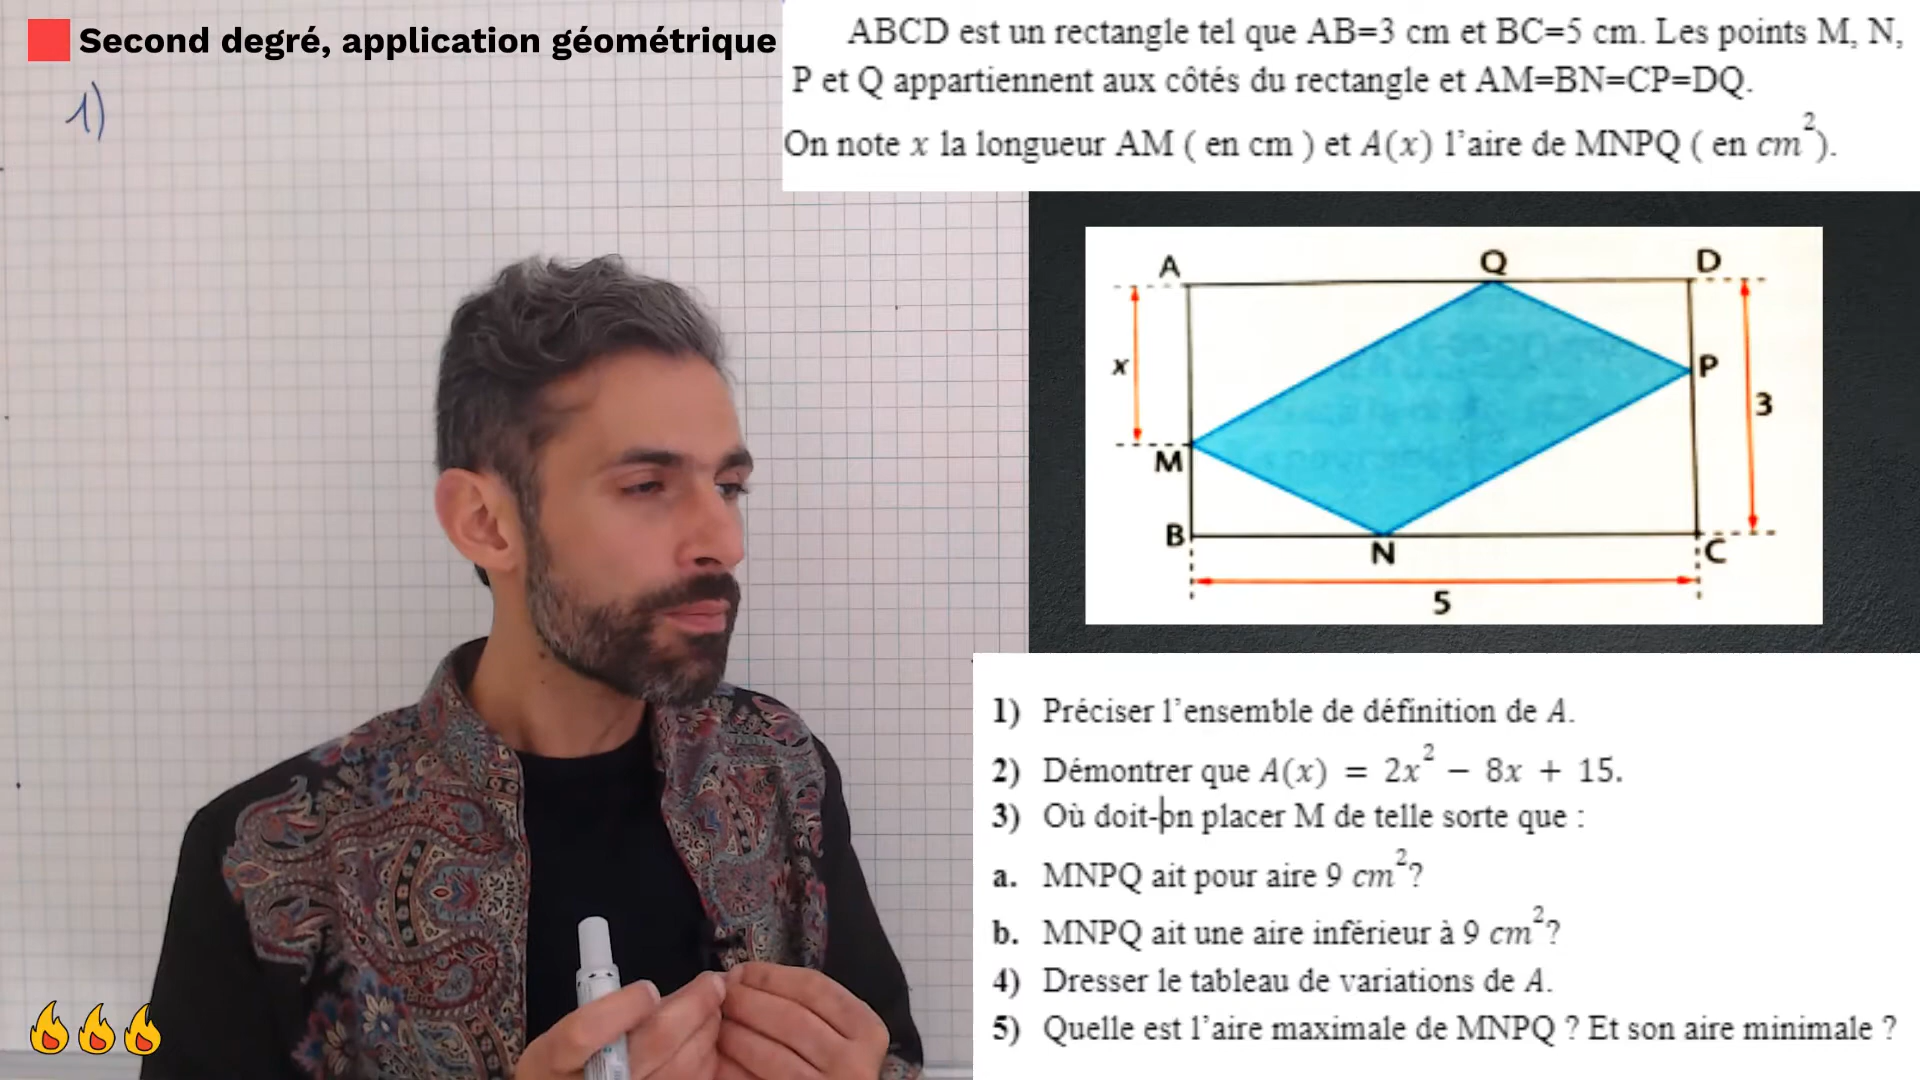 Second degré, application géométrique
1)
ABCD est un rectangle tel que AB=3 cm et BC=5 cm. Les points M, N,
P et Q appartiennent aux côtés du rectangle et AM=BN=CP=DQ.
On note x la longueur AM ( en cm ) et A(x) l’aire de MNPQ ( en cm²).
A
Q
D
x
P
3
M
B
N
C
5
1) Préciser l’ensemble de définition de A.
2) Démontrer que A(x) = 2x² − 8x + 15.
3) Où doit-on placer M de telle sorte que :
a. MNPQ ait pour aire 9 cm²?
b. MNPQ ait une aire inférieur à 9 cm²?
4) Dresser le tableau de variations de A.
5) Quelle est l’aire maximale de MNPQ ? Et son aire minimale ?